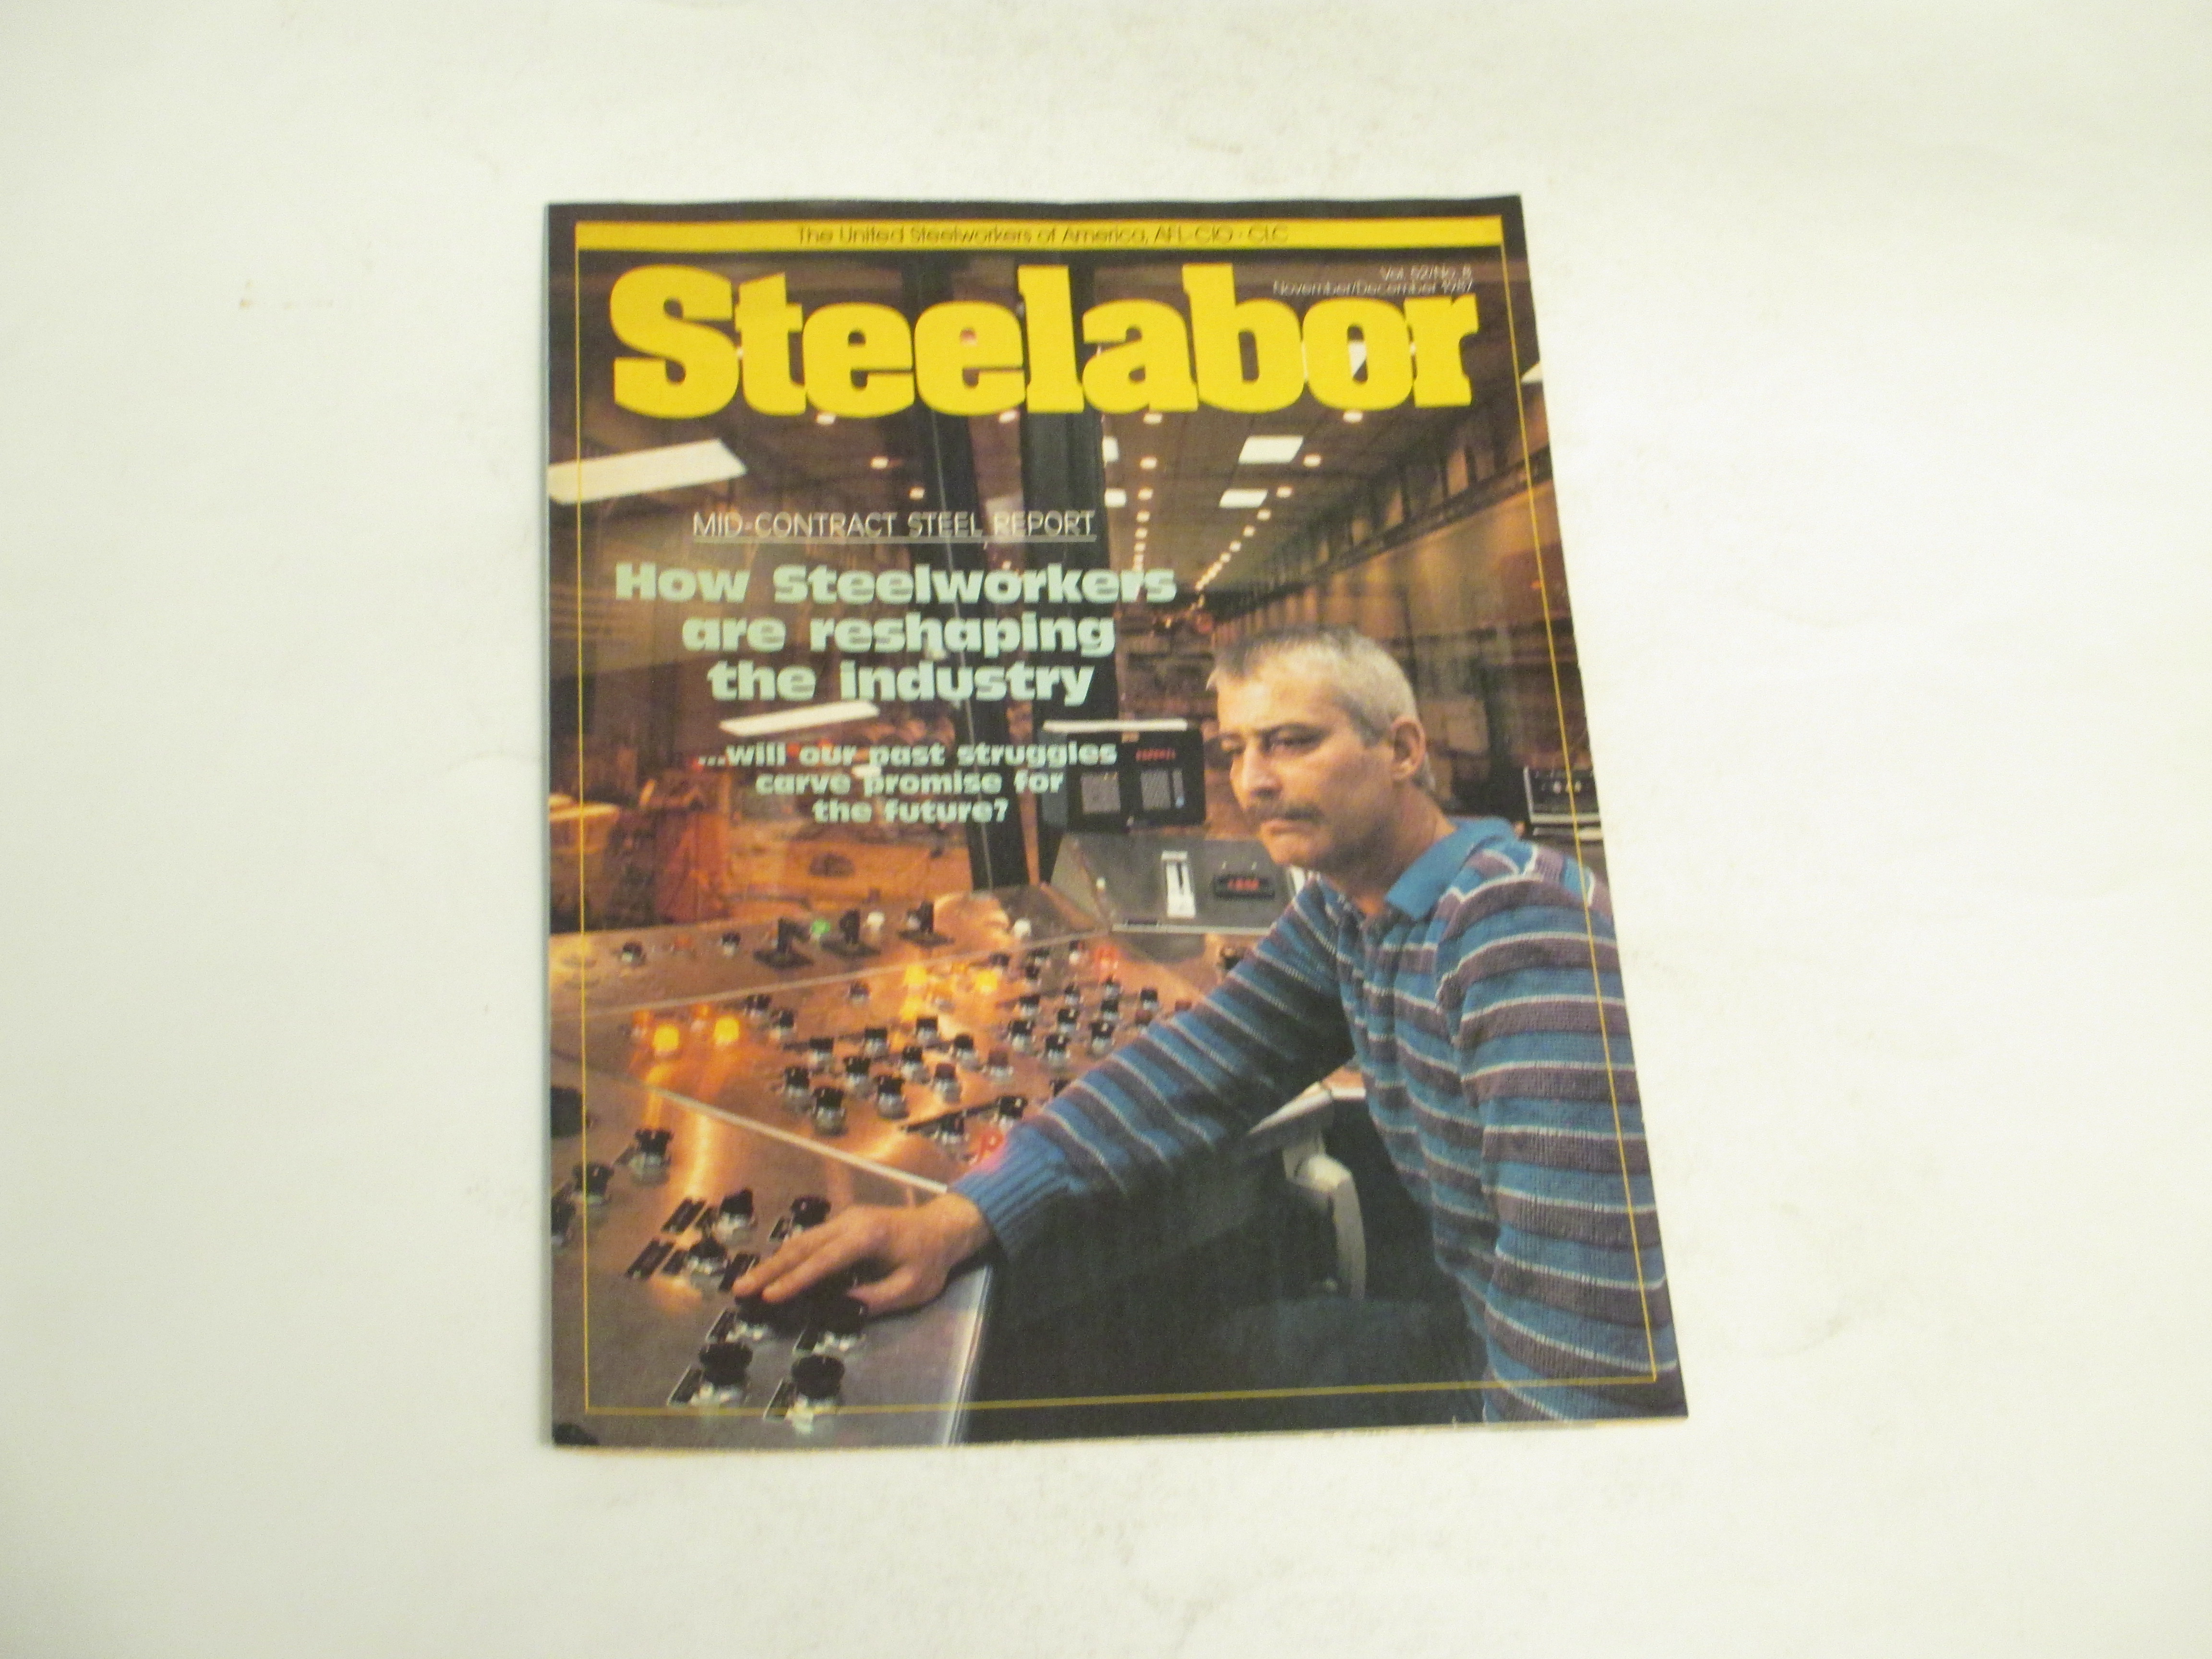 The United Steelworkers of America, AFL-CIO · CLC
Vol. 52/No. 8
November/December 1987
Steelabor
MID-CONTRACT STEEL REPORT
How Steelworkers
are reshaping
the industry
...will our past struggles
carve promise for
the future?